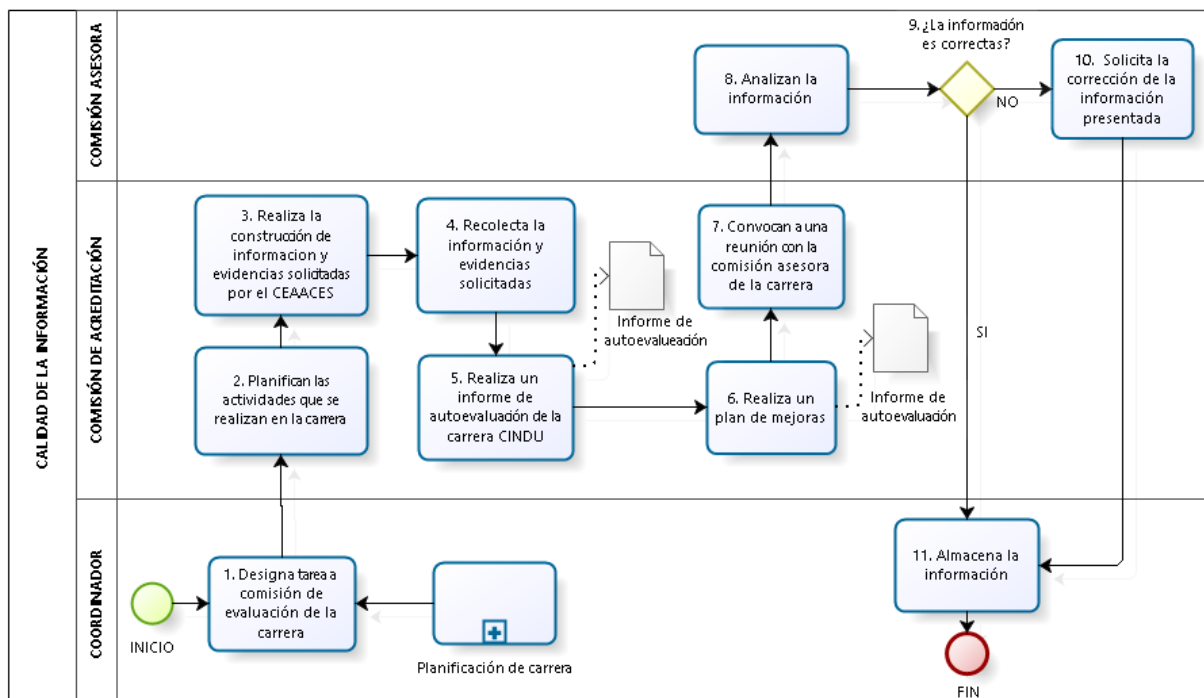 CALIDAD DE LA INFORMACIÓN
COMISIÓN ASESORA
8. Analizan la
información
9. ¿La información
es correctas?
NO
SI
10. Solicita la
corrección de la
información
presentada
COMISIÓN DE ACREDITACIÓN
3. Realiza la
construcción de
informacion y
evidencias solicitadas
por el CEAACES
4. Recolecta la
información y
evidencias
solicitadas
Informe de
autoevalueación
7. Convocan a una
reunión con la
comisión asesora
de la carrera
2. Planifican las
actividades que se
realizan en la carrera
5. Realiza un
informe de
autoevaluación de la
carrera CINDU
6. Realiza un
plan de mejoras
Informe de
autoevaluación
COORDINADOR
INICIO
1. Designa tarea a
comisión de
evaluación de la
carrera
Planificación de carrera
11. Almacena la
información
FIN